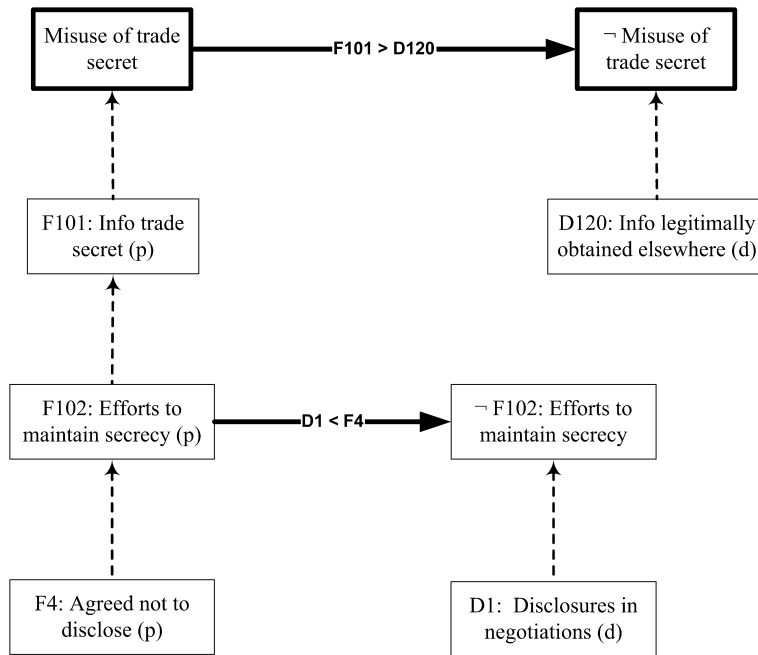 Misuse of trade
secret
F101 > D120
¬ Misuse of
trade secret
F101: Info trade
secret (p)
D120: Info legitimally
obtained elsewhere (d)
F102: Efforts to
maintain secrecy (p)
D1 < F4
¬ F102: Efforts to
maintain secrecy
F4: Agreed not to
disclose (p)
D1: Disclosures in
negotiations (d)